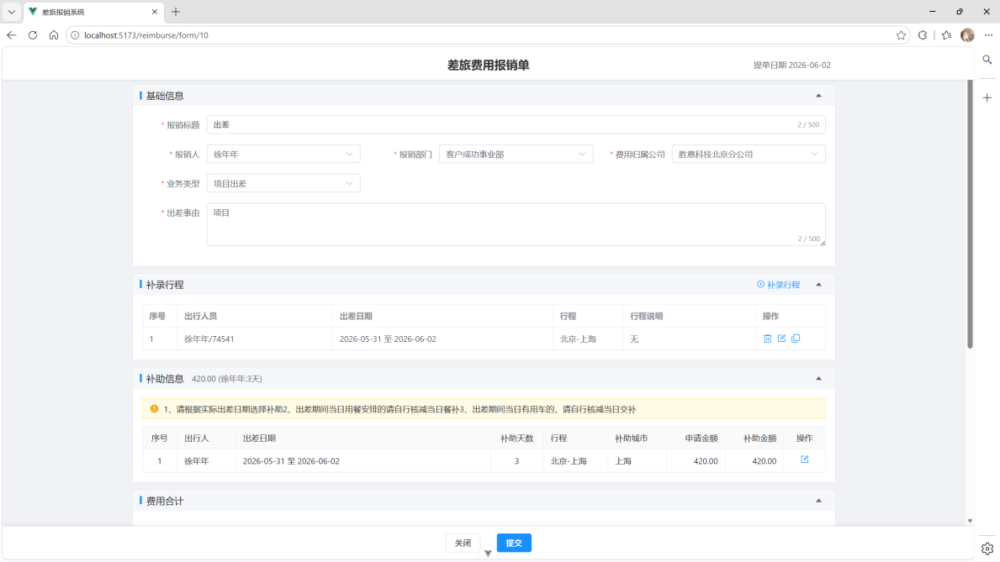 差旅报销系统
localhost:5173/reimburse/form/10
差旅费用报销单
提单日期 2026-06-02
基础信息
* 报销标题 出差 2 / 500
* 报销人 徐年年 * 报销部门 客户成功事业部 * 费用归属公司 胜意科技北京分公司
* 业务类型 项目出差
* 出差事由 项目
2 / 500
补录行程 补录行程
序号 出行人员 出差日期 行程 行程说明 操作
1 徐年年/74541 2026-05-31 至 2026-06-02 北京-上海 无
补助信息 420.00 (徐年年:3天)
1、请根据实际出差日期选择补助2、出差期间当日用餐安排的请自行核减当日餐补3、出差期间当日有用车的，请自行核减当日交补
序号 出行人 出差日期 补助天数 行程 补助城市 申请金额 补助金额 操作
1 徐年年 2026-05-31 至 2026-06-02 3 北京-上海 上海 420.00 420.00
费用合计
关闭 提交